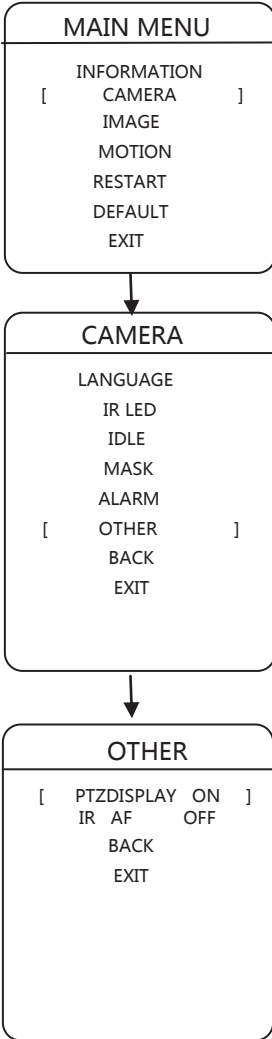 MAIN MENU
INFORMATION
[ CAMERA ]
IMAGE
MOTION
RESTART
DEFAULT
EXIT
CAMERA
LANGUAGE
IR LED
IDLE
MASK
ALARM
[ OTHER ]
BACK
EXIT
OTHER
[ PTZDISPLAY ON ]
IR AF OFF
BACK
EXIT